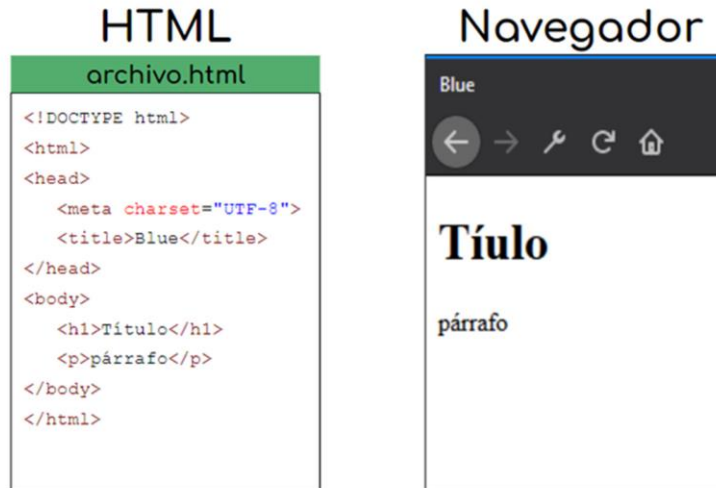 HTML
archivo.html
<!DOCTYPE html>
<html>
<head>
<meta charset="UTF-8">
<title>Blue</title>
</head>
<body>
<h1>Título</h1>
<p>párrafo</p>
</body>
</html>
Navegador
Blue
Tíulo
párrafo